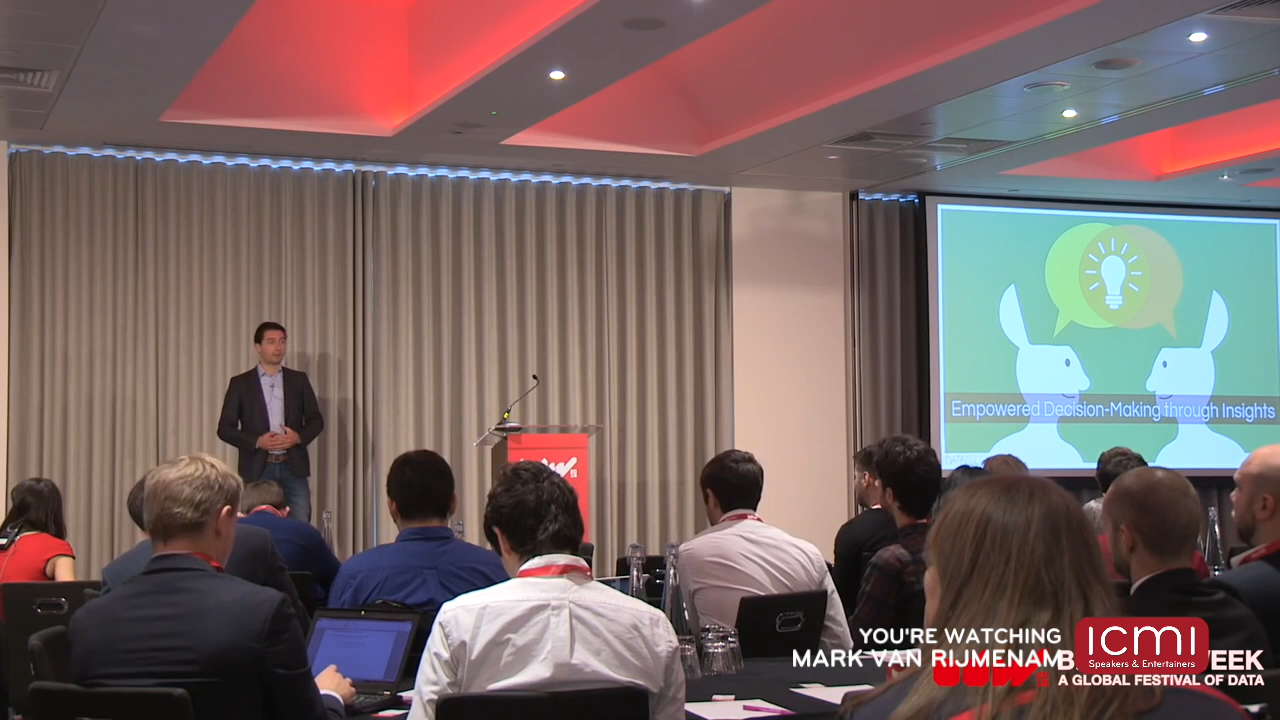 Empowered Decision-Making through Insights
YOU'RE WATCHING
MARK VAN RIJMENAM
ICMI
Speakers & Entertainers
WEEK
A GLOBAL FESTIVAL OF DATA